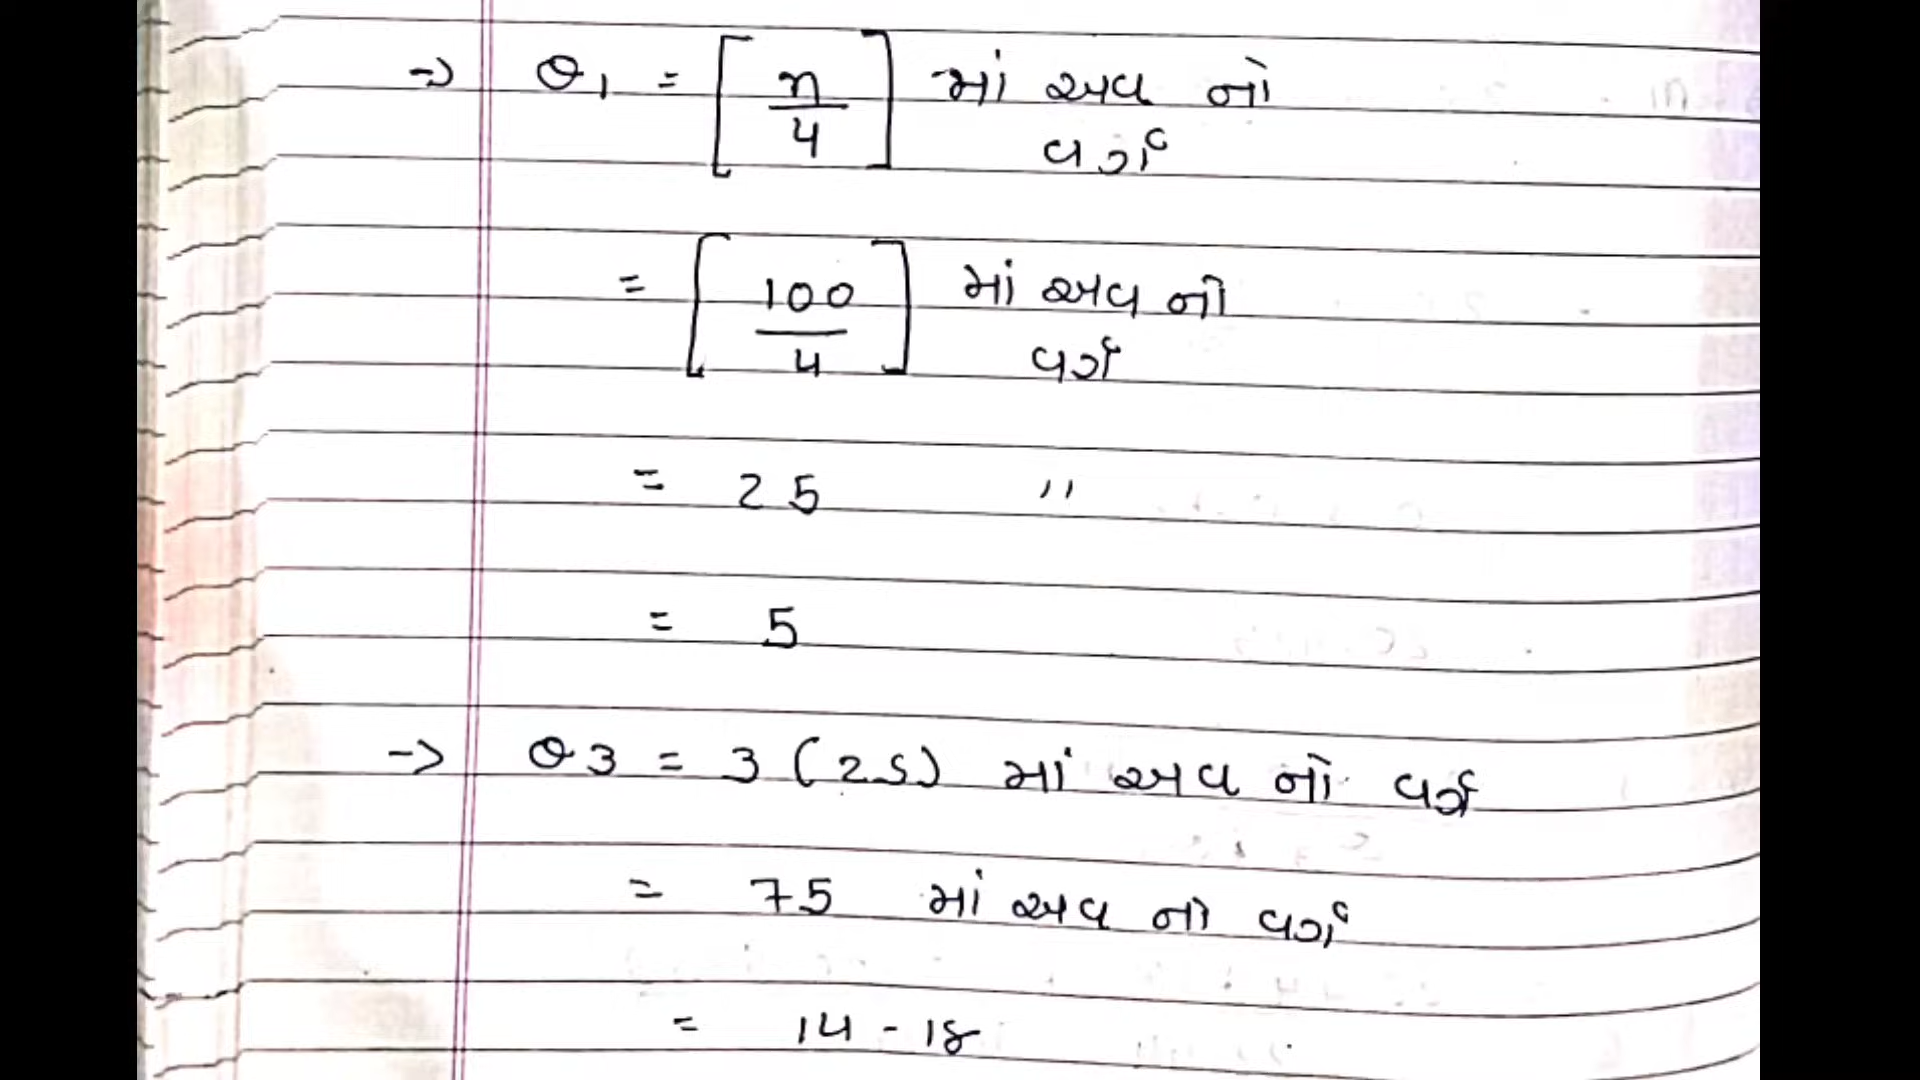 → Q₁ = [n/4] માં અવ નો
વર્ગ
= [100/4] માં અવ નો
વર્ગ
= 25 ,,
= 5
→ Q3 = 3 (25) માં અવ નો વર્ગ
= 75 માં અવ નો વર્ગ
= 14 - 18